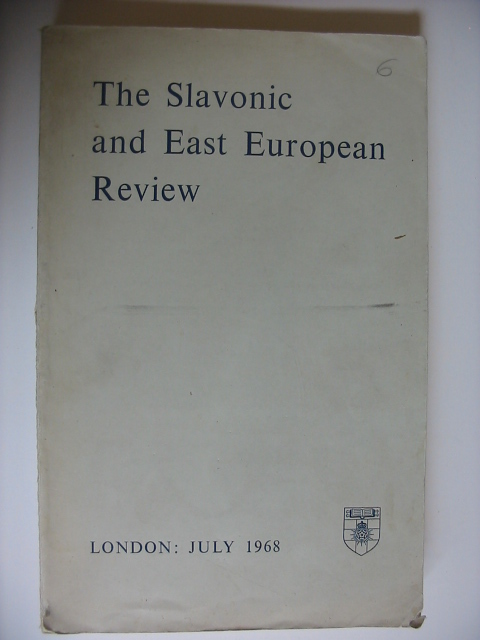 6
The Slavonic
and East European
Review
LONDON: JULY 1968